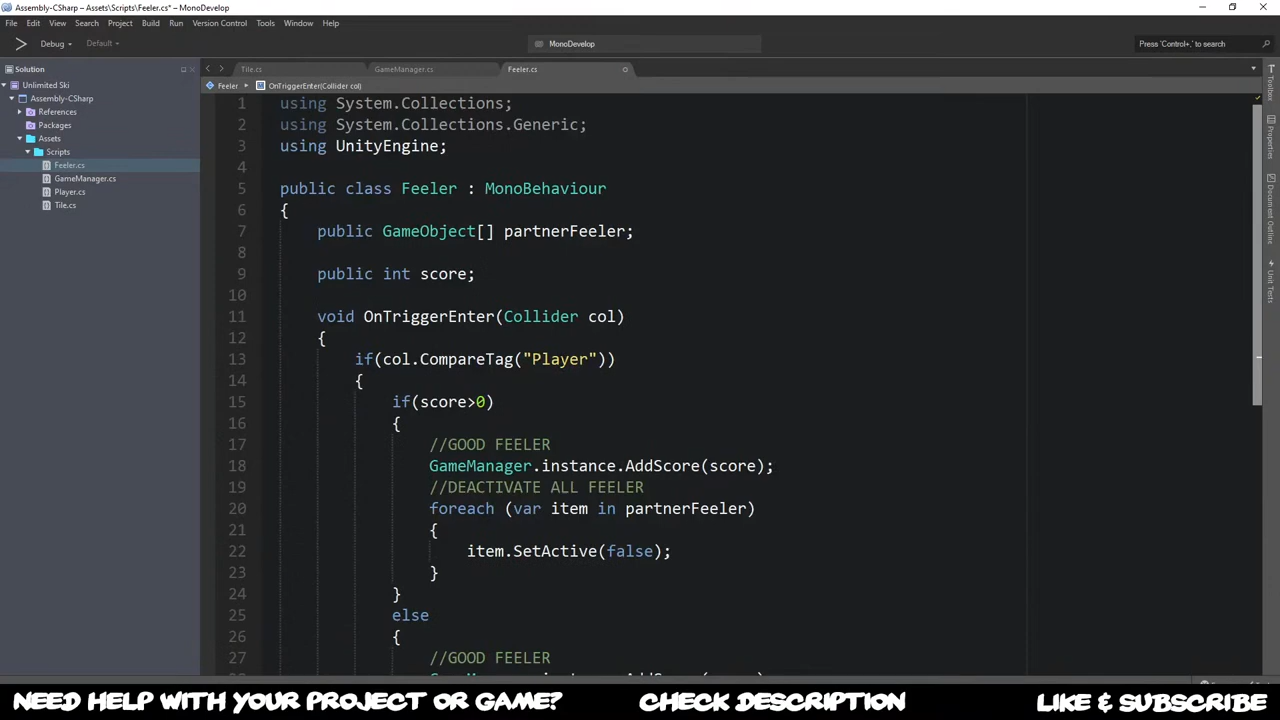 Assembly-CSharp – Assets\Scripts\Feeler.cs* – MonoDevelop
File Edit View Search Project Build Run Version Control Tools Window Help
Debug Default MonoDevelop Press 'Control+,' to search
Solution
Tile.cs GameManager.cs Feeler.cs
Feeler OnTriggerEnter(Collider col)
Unlimited Ski
Assembly-CSharp
References
Packages
Assets
Scripts
Feeler.cs
GameManager.cs
Player.cs
Tile.cs
1 using System.Collections;
2 using System.Collections.Generic;
3 using UnityEngine;
4
5 public class Feeler : MonoBehaviour
6 {
7 public GameObject[] partnerFeeler;
8
9 public int score;
10
11 void OnTriggerEnter(Collider col)
12 {
13 if(col.CompareTag("Player"))
14 {
15 if(score>0)
16 {
17 //GOOD FEELER
18 GameManager.instance.AddScore(score);
19 //DEACTIVATE ALL FEELER
20 foreach (var item in partnerFeeler)
21 {
22 item.SetActive(false);
23 }
24 }
25 else
26 {
27 //GOOD FEELER
Toolbox
Properties
Document Outline
Unit Tests
NEED HELP WITH YOUR PROJECT OR GAME? CHECK DESCRIPTION LIKE & SUBSCRIBE